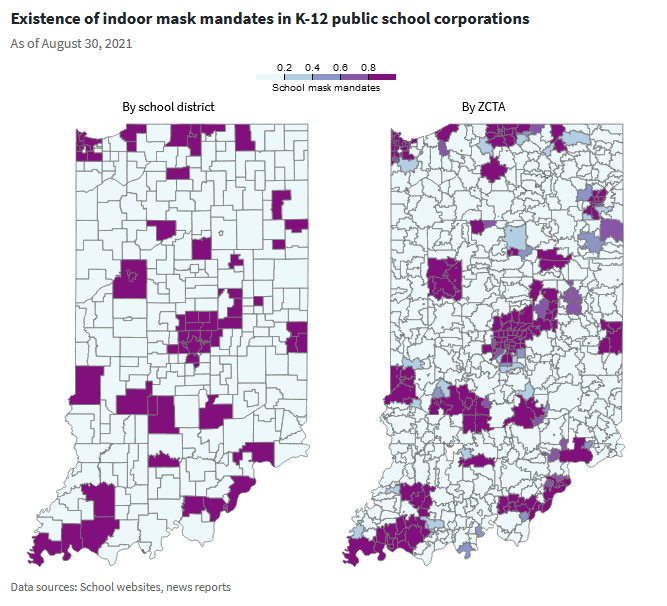 Existence of indoor mask mandates in K-12 public school corporations
As of August 30, 2021
0.2 0.4 0.6 0.8
School mask mandates
By school district
By ZCTA
Data sources: School websites, news reports